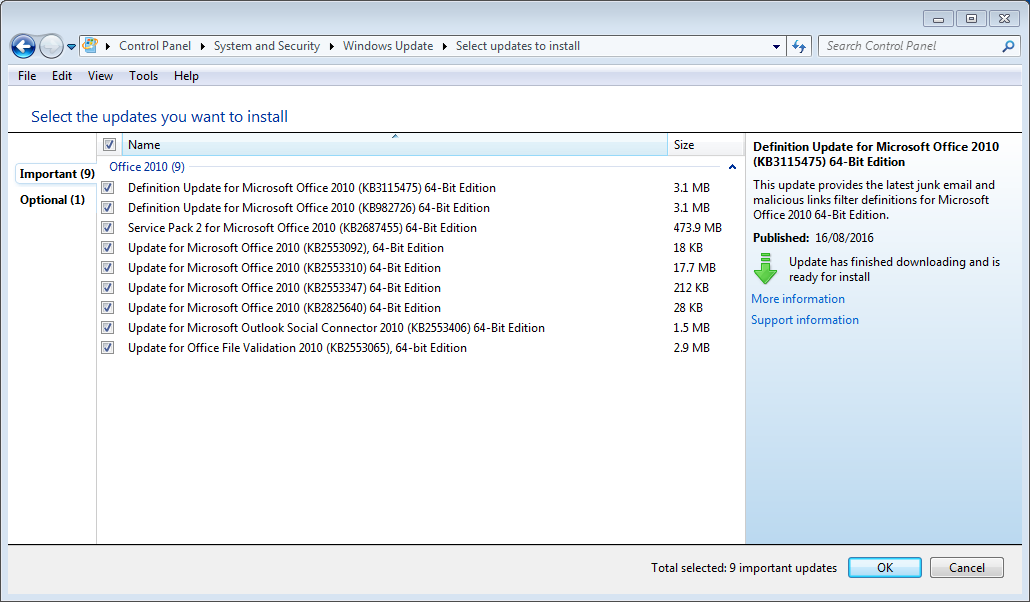 Control Panel System and Security Windows Update Select updates to install Search Control Panel
File Edit View Tools Help
Select the updates you want to install
Important (9)
Optional (1)
Name Size
Office 2010 (9)
Definition Update for Microsoft Office 2010 (KB3115475) 64-Bit Edition 3.1 MB
Definition Update for Microsoft Office 2010 (KB982726) 64-Bit Edition 3.1 MB
Service Pack 2 for Microsoft Office 2010 (KB2687455) 64-Bit Edition 473.9 MB
Update for Microsoft Office 2010 (KB2553092), 64-Bit Edition 18 KB
Update for Microsoft Office 2010 (KB2553310) 64-Bit Edition 17.7 MB
Update for Microsoft Office 2010 (KB2553347) 64-Bit Edition 212 KB
Update for Microsoft Office 2010 (KB2825640) 64-Bit Edition 28 KB
Update for Microsoft Outlook Social Connector 2010 (KB2553406) 64-Bit Edition 1.5 MB
Update for Office File Validation 2010 (KB2553065), 64-bit Edition 2.9 MB
Definition Update for Microsoft Office 2010
(KB3115475) 64-Bit Edition
This update provides the latest junk email and
malicious links filter definitions for Microsoft
Office 2010 64-Bit Edition.
Published: 16/08/2016
Update has finished downloading and is
ready for install
More information
Support information
Total selected: 9 important updates OK Cancel